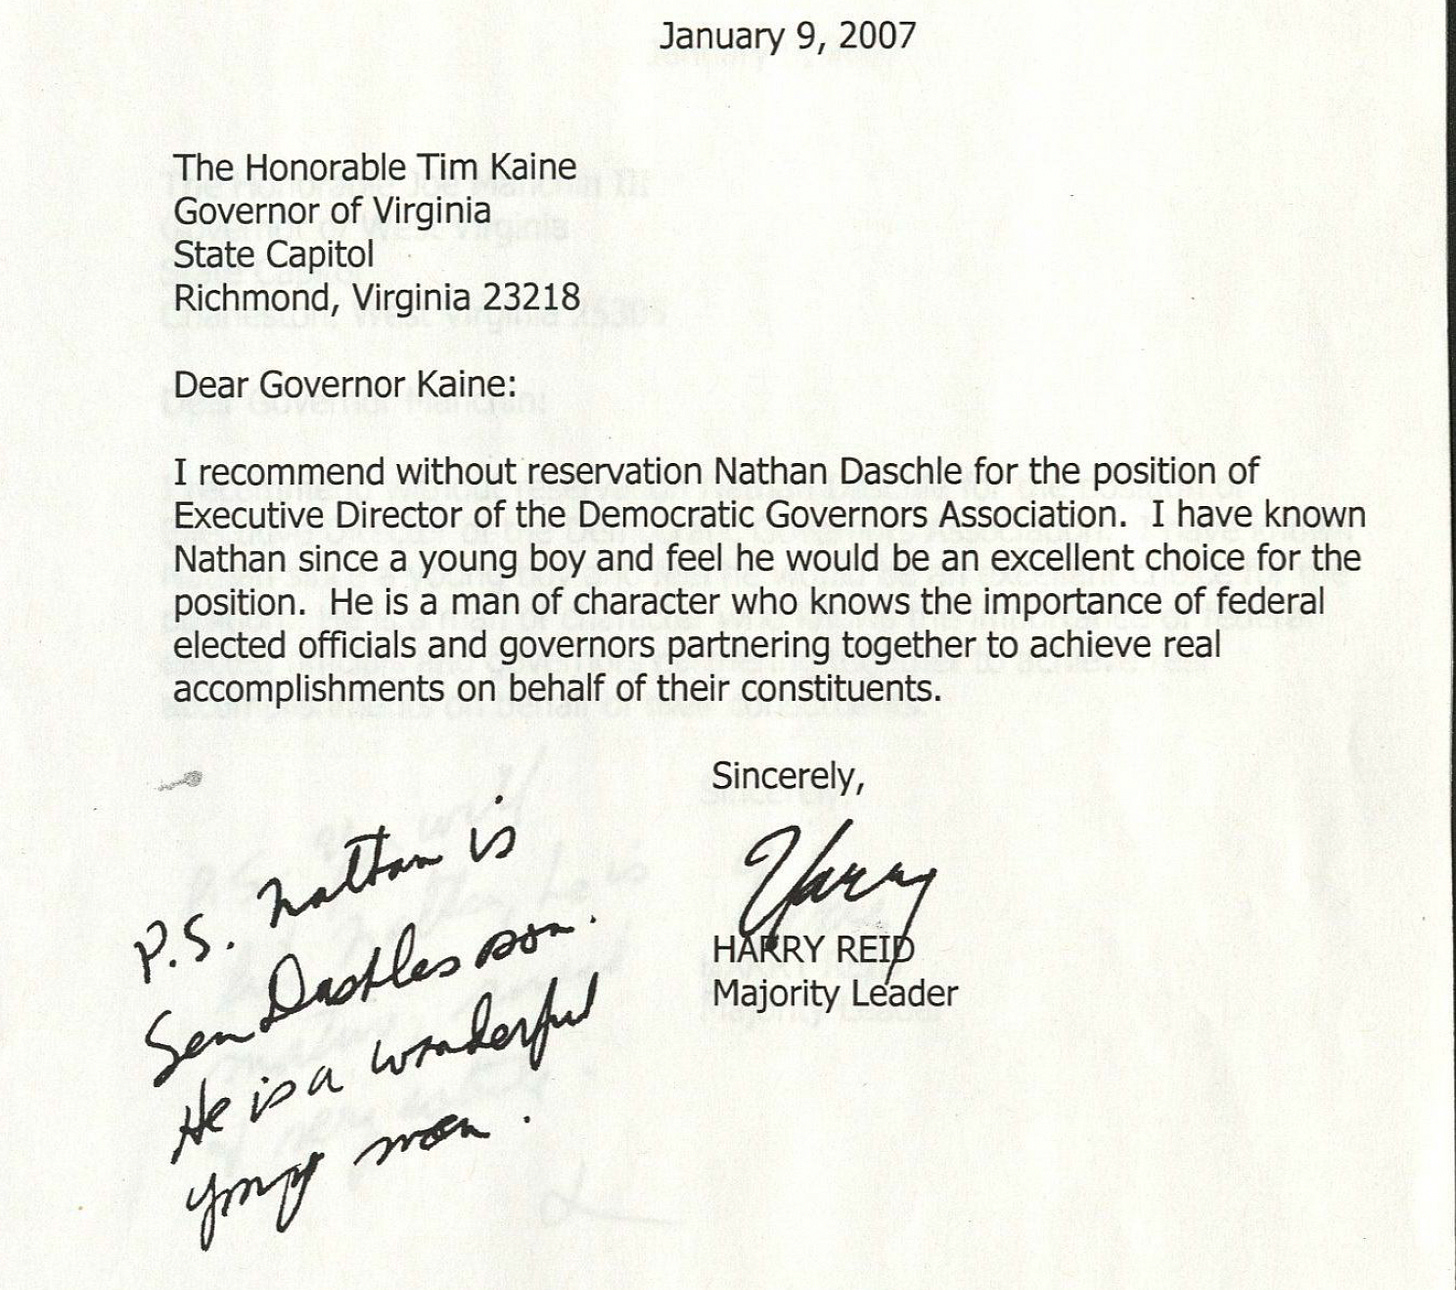 January 9, 2007
The Honorable Tim Kaine
Governor of Virginia
State Capitol
Richmond, Virginia 23218
Dear Governor Kaine:
I recommend without reservation Nathan Daschle for the position of
Executive Director of the Democratic Governors Association.  I have known
Nathan since a young boy and feel he would be an excellent choice for the
position.  He is a man of character who knows the importance of federal
elected officials and governors partnering together to achieve real
accomplishments on behalf of their constituents.
Sincerely,
Harry
HARRY REID
Majority Leader
P.S. Nathan is
Sen Daschles son.
He is a wonderful
young man.